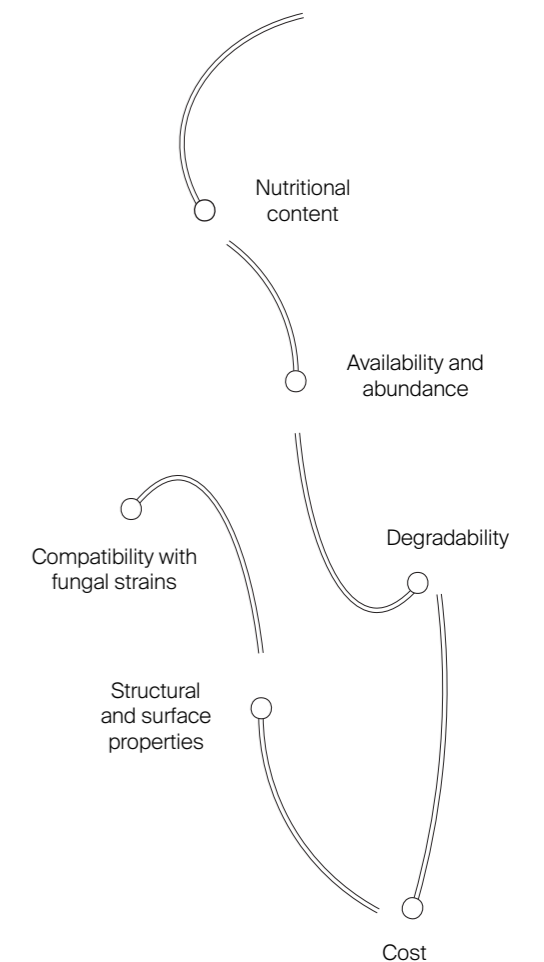 Nutritional
content
Availability and
abundance
Degradability
Compatibility with
fungal strains
Structural
and surface
properties
Cost